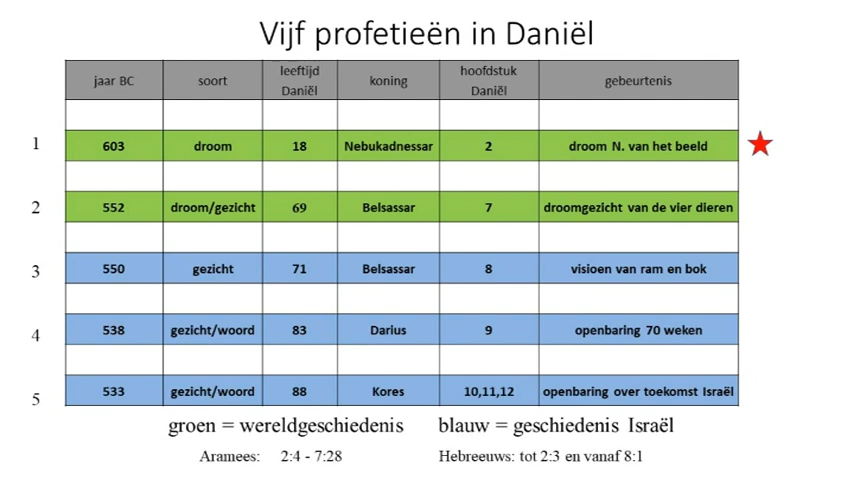 Vijf profetieën in Daniël
jaar BC soort leeftijd Daniël koning hoofdstuk Daniël gebeurtenis
1 603 droom 18 Nebukadnessar 2 droom N. van het beeld
2 552 droom/gezicht 69 Belsassar 7 droomgezicht van de vier dieren
3 550 gezicht 71 Belsassar 8 visioen van ram en bok
4 538 gezicht/woord 83 Darius 9 openbaring 70 weken
5 533 gezicht/woord 88 Kores 10,11,12 openbaring over toekomst Israël
groen = wereldgeschiedenis blauw = geschiedenis Israël
Aramees: 2:4 - 7:28 Hebreeuws: tot 2:3 en vanaf 8:1